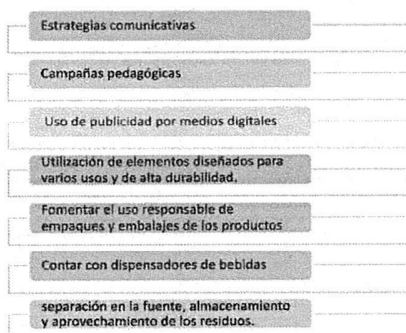 Estrategias comunicativas
Campañas pedagógicas
Uso de publicidad por medios digitales
Utilización de elementos diseñados para
varios usos y de alta durabilidad.
Fomentar el uso responsable de
empaques y embalajes de los productos
Contar con dispensadores de bebidas
separación en la fuente, almacenamiento
y aprovechamiento de los residuos.